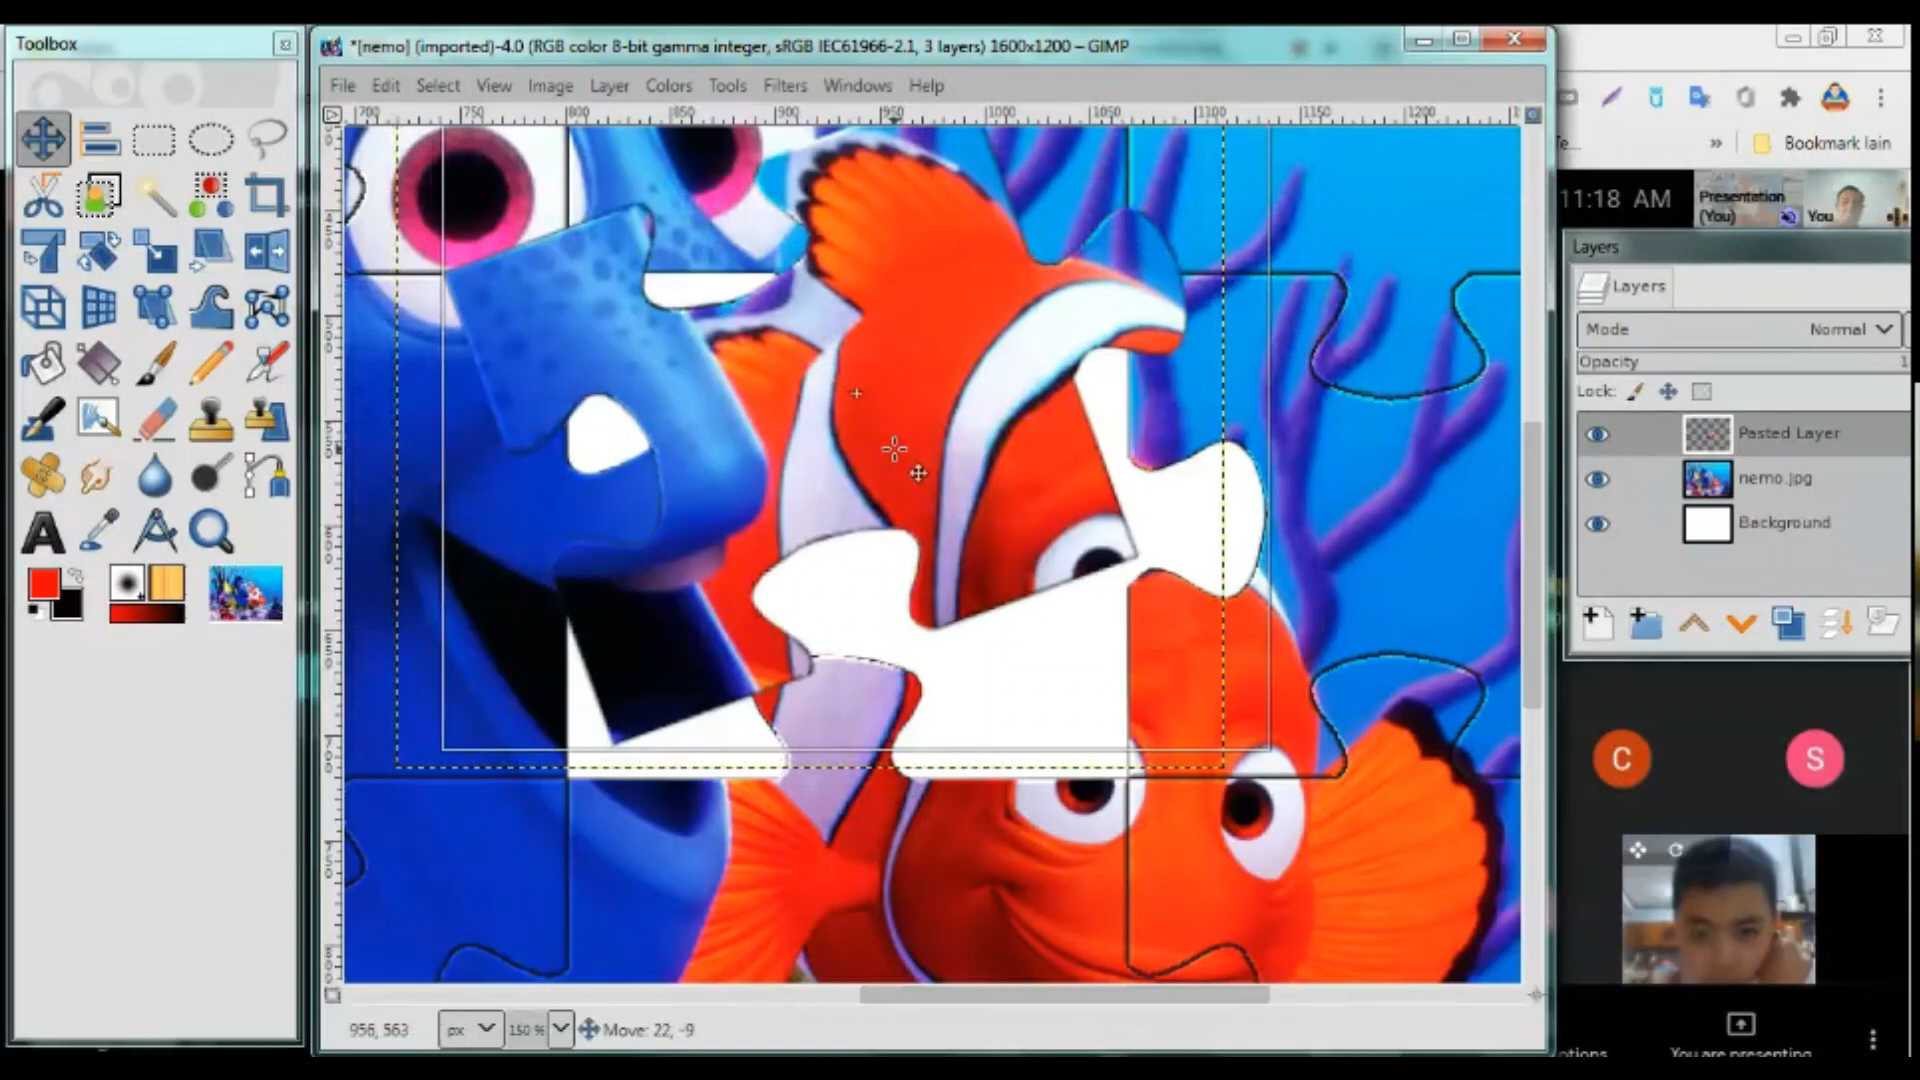 Toolbox
*[nemo] (imported)-4.0 (RGB color 8-bit gamma integer, sRGB IEC61966-2.1, 3 layers) 1600x1200 – GIMP
File Edit Select View Image Layer Colors Tools Filters Windows Help
700 750 800 850 900 950 1000 1050 1100 1150 1200
»
Bookmark Iain
11:18 AM
Presentation
(You)
You
Layers
Layers
Mode Normal
Opacity 1
Lock:
Pasted Layer
nemo.jpg
Background
C S
956, 563 px 150 % Move: 22, -9
You are presenting